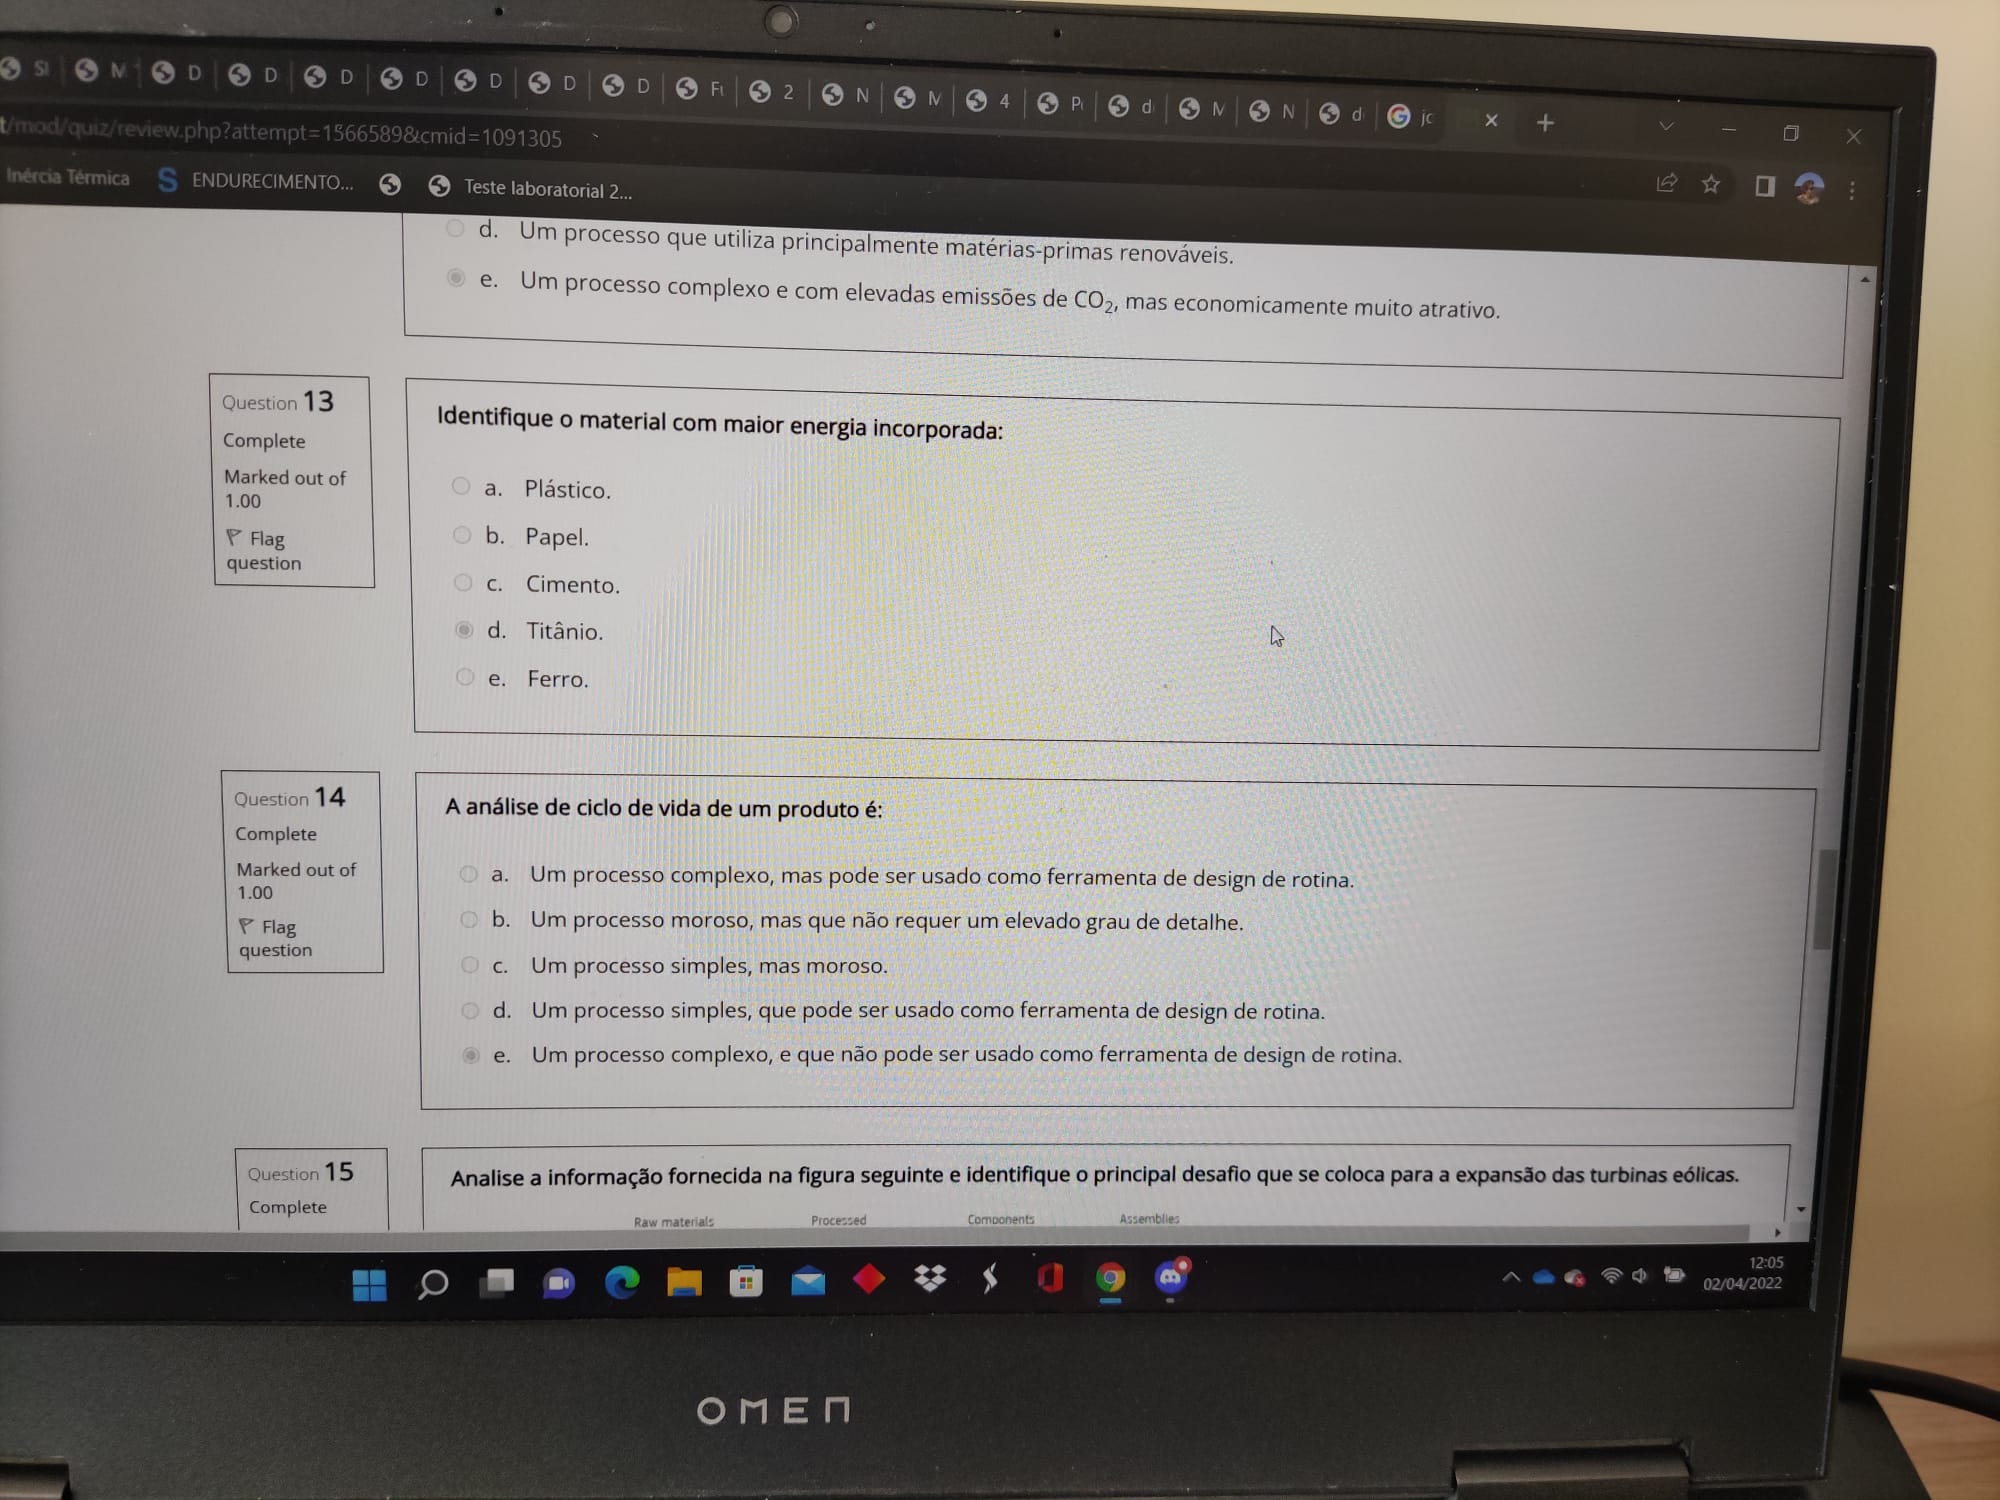 SI M D D D D D D D Fu 2 N M 4 P d M N d jc
t/mod/quiz/review.php?attempt=1566589&cmid=1091305
Inércia Térmica ENDURECIMENTO... Teste laboratorial 2...
d. Um processo que utiliza principalmente matérias-primas renováveis.
e. Um processo complexo e com elevadas emissões de CO₂, mas economicamente muito atrativo.
Question 13
Complete
Marked out of
1.00
Flag
question
Identifique o material com maior energia incorporada:
a. Plástico.
b. Papel.
c. Cimento.
d. Titânio.
e. Ferro.
Question 14
Complete
Marked out of
1.00
Flag
question
A análise de ciclo de vida de um produto é:
a. Um processo complexo, mas pode ser usado como ferramenta de design de rotina.
b. Um processo moroso, mas que não requer um elevado grau de detalhe.
c. Um processo simples, mas moroso.
d. Um processo simples, que pode ser usado como ferramenta de design de rotina.
e. Um processo complexo, e que não pode ser usado como ferramenta de design de rotina.
Question 15
Complete
Analise a informação fornecida na figura seguinte e identifique o principal desafio que se coloca para a expansão das turbinas eólicas.
Raw materials Processed Components Assemblies
12:05
02/04/2022
OMEN